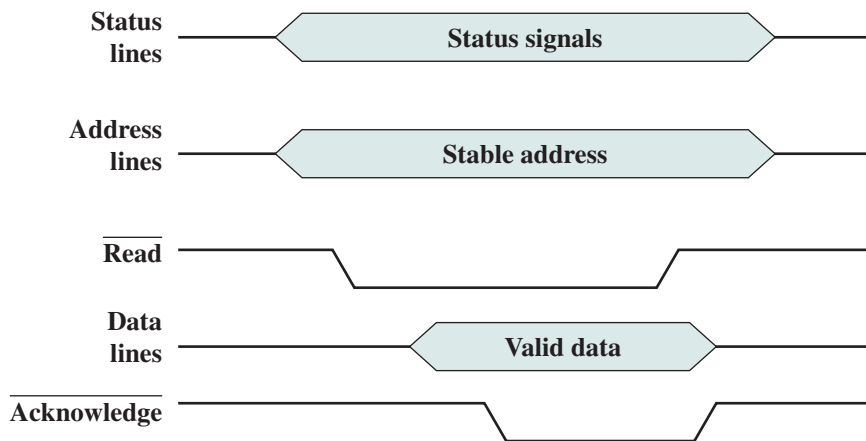 Status
lines
Status signals
Address
lines
Stable address
Read
Data
lines
Valid data
Acknowledge